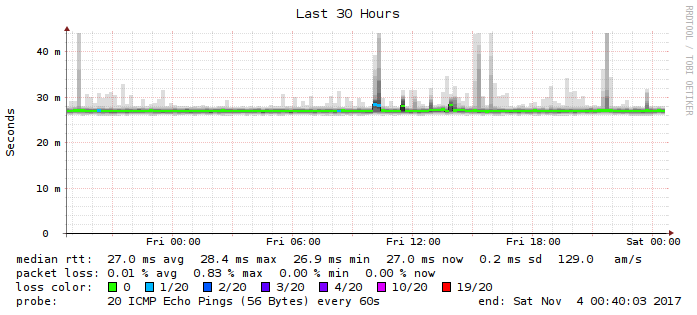 Last 30 Hours
RRDTOOL / TOBI OETIKER
Seconds
40 m
30 m
20 m
10 m
0
Fri 00:00 Fri 06:00 Fri 12:00 Fri 18:00 Sat 00:00
median rtt: 27.0 ms avg 28.4 ms max 26.9 ms min 27.0 ms now 0.2 ms sd 129.0 am/s
packet loss: 0.01 % avg 0.83 % max 0.00 % min 0.00 % now
loss color: 0 1/20 2/20 3/20 4/20 10/20 19/20
probe: 20 ICMP Echo Pings (56 Bytes) every 60s end: Sat Nov 4 00:40:03 2017